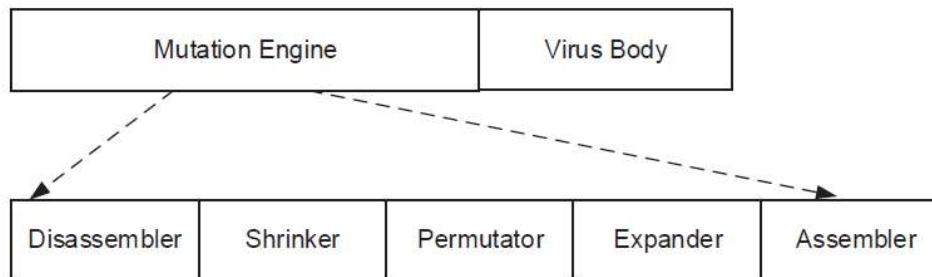 Mutation Engine
Virus Body
Disassembler
Shrinker
Permutator
Expander
Assembler